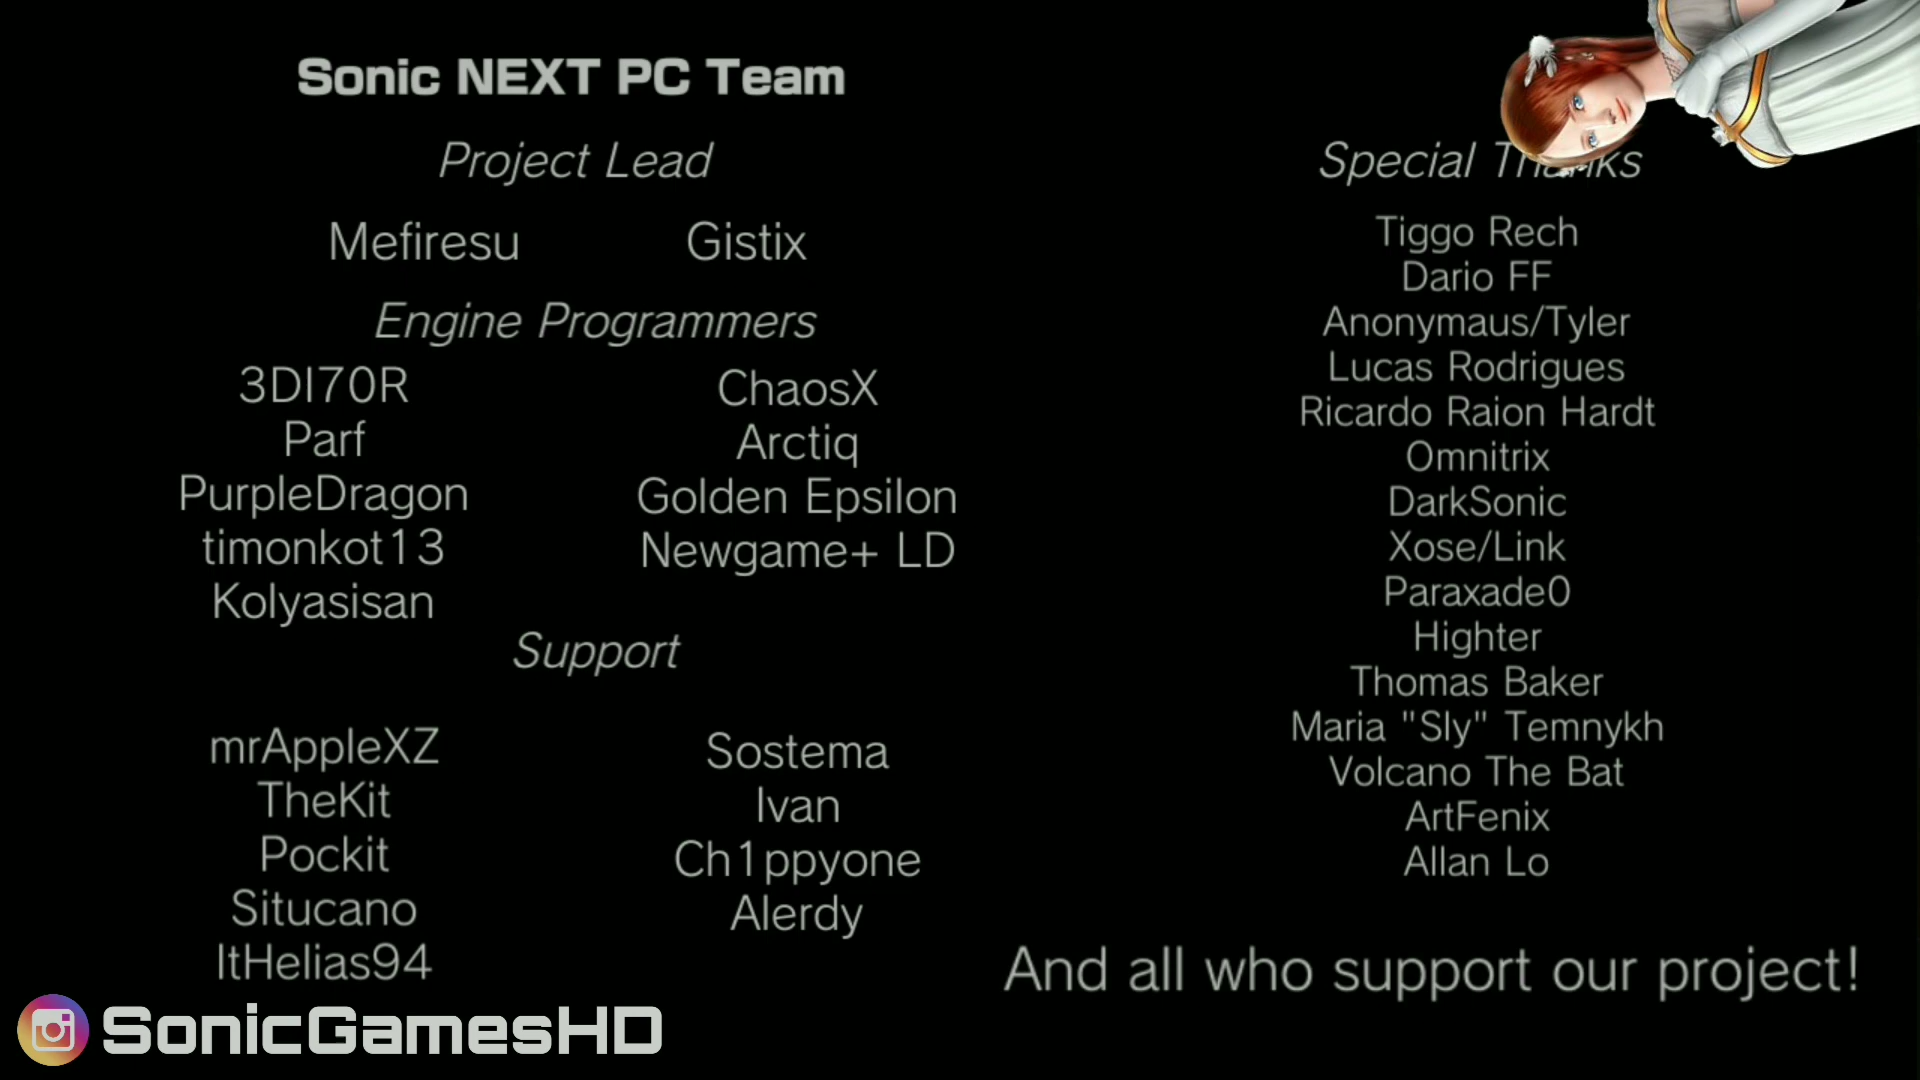 Sonic NEXT PC Team
Project Lead
Mefiresu Gistix
Engine Programmers
3DI70R
Parf
PurpleDragon
timonkot13
Kolyasisan
ChaosX
Arctiq
Golden Epsilon
Newgame+ LD
Support
mrAppleXZ
TheKit
Pockit
Situcano
ItHelias94
Sostema
Ivan
Ch1ppyone
Alerdy
Special Thanks
Tiggo Rech
Dario FF
Anonymaus/Tyler
Lucas Rodrigues
Ricardo Raion Hardt
Omnitrix
DarkSonic
Xose/Link
Paraxade0
Highter
Thomas Baker
Maria "Sly" Temnykh
Volcano The Bat
ArtFenix
Allan Lo
And all who support our project!
SonicGamesHD